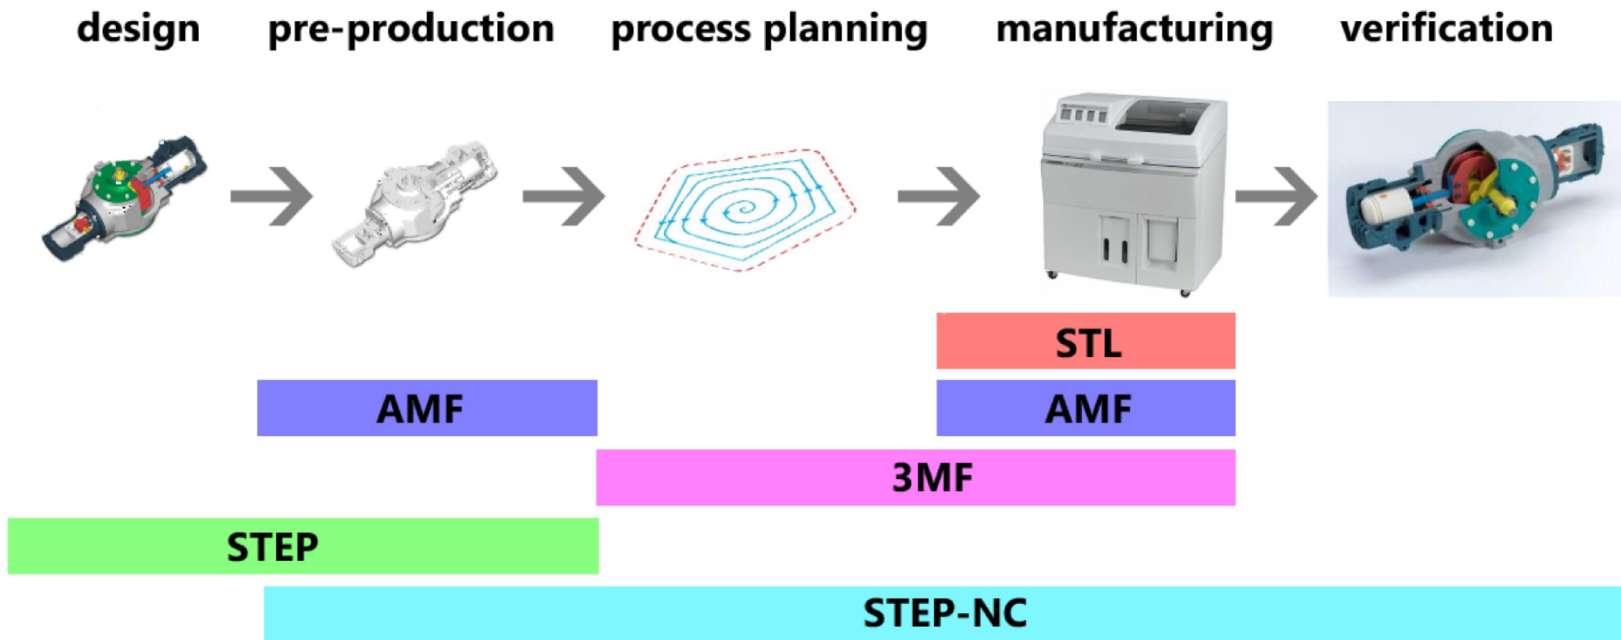 design pre-production process planning manufacturing verification
STL
AMF AMF
3MF
STEP
STEP-NC